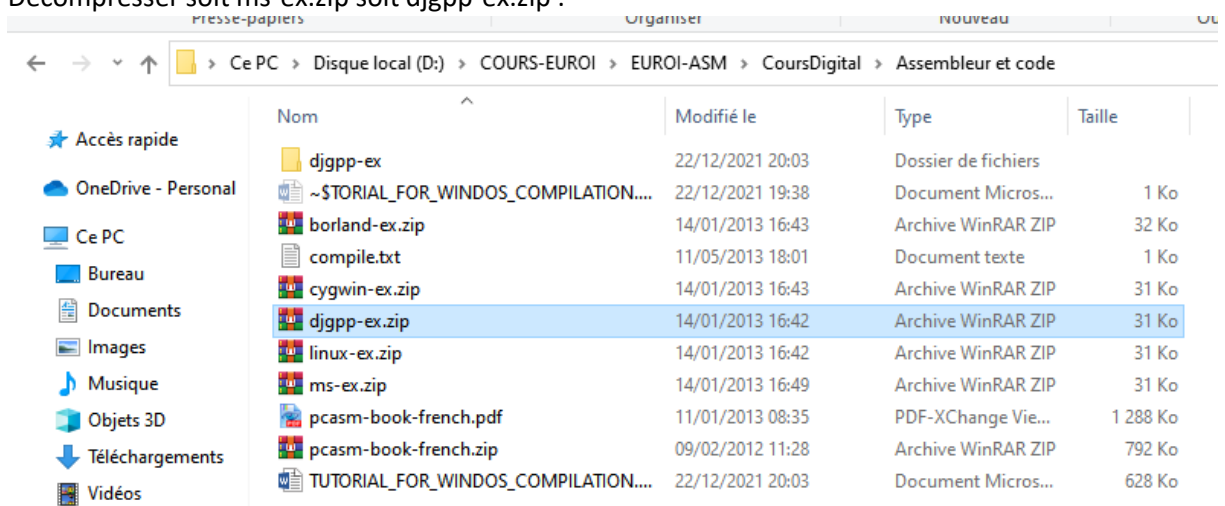 Décompresser soit ms-ex.zip soit djgpp-ex.zip :
Presse-papiers Organiser Nouveau
Ce PC > Disque local (D:) > COURS-EUROI > EUROI-ASM > CoursDigital > Assembleur et code
Nom Modifié le Type Taille
Accès rapide
OneDrive - Personal
Ce PC
Bureau
Documents
Images
Musique
Objets 3D
Téléchargements
Vidéos
djgpp-ex 22/12/2021 20:03 Dossier de fichiers
~$TORIAL_FOR_WINDOS_COMPILATION.... 22/12/2021 19:38 Document Micros... 1 Ko
borland-ex.zip 14/01/2013 16:43 Archive WinRAR ZIP 32 Ko
compile.txt 11/05/2013 18:01 Document texte 1 Ko
cygwin-ex.zip 14/01/2013 16:43 Archive WinRAR ZIP 31 Ko
djgpp-ex.zip 14/01/2013 16:42 Archive WinRAR ZIP 31 Ko
linux-ex.zip 14/01/2013 16:42 Archive WinRAR ZIP 31 Ko
ms-ex.zip 14/01/2013 16:49 Archive WinRAR ZIP 31 Ko
pcasm-book-french.pdf 11/01/2013 08:35 PDF-XChange Vie... 1 288 Ko
pcasm-book-french.zip 09/02/2012 11:28 Archive WinRAR ZIP 792 Ko
TUTORIAL_FOR_WINDOS_COMPILATION.... 22/12/2021 20:03 Document Micros... 628 Ko